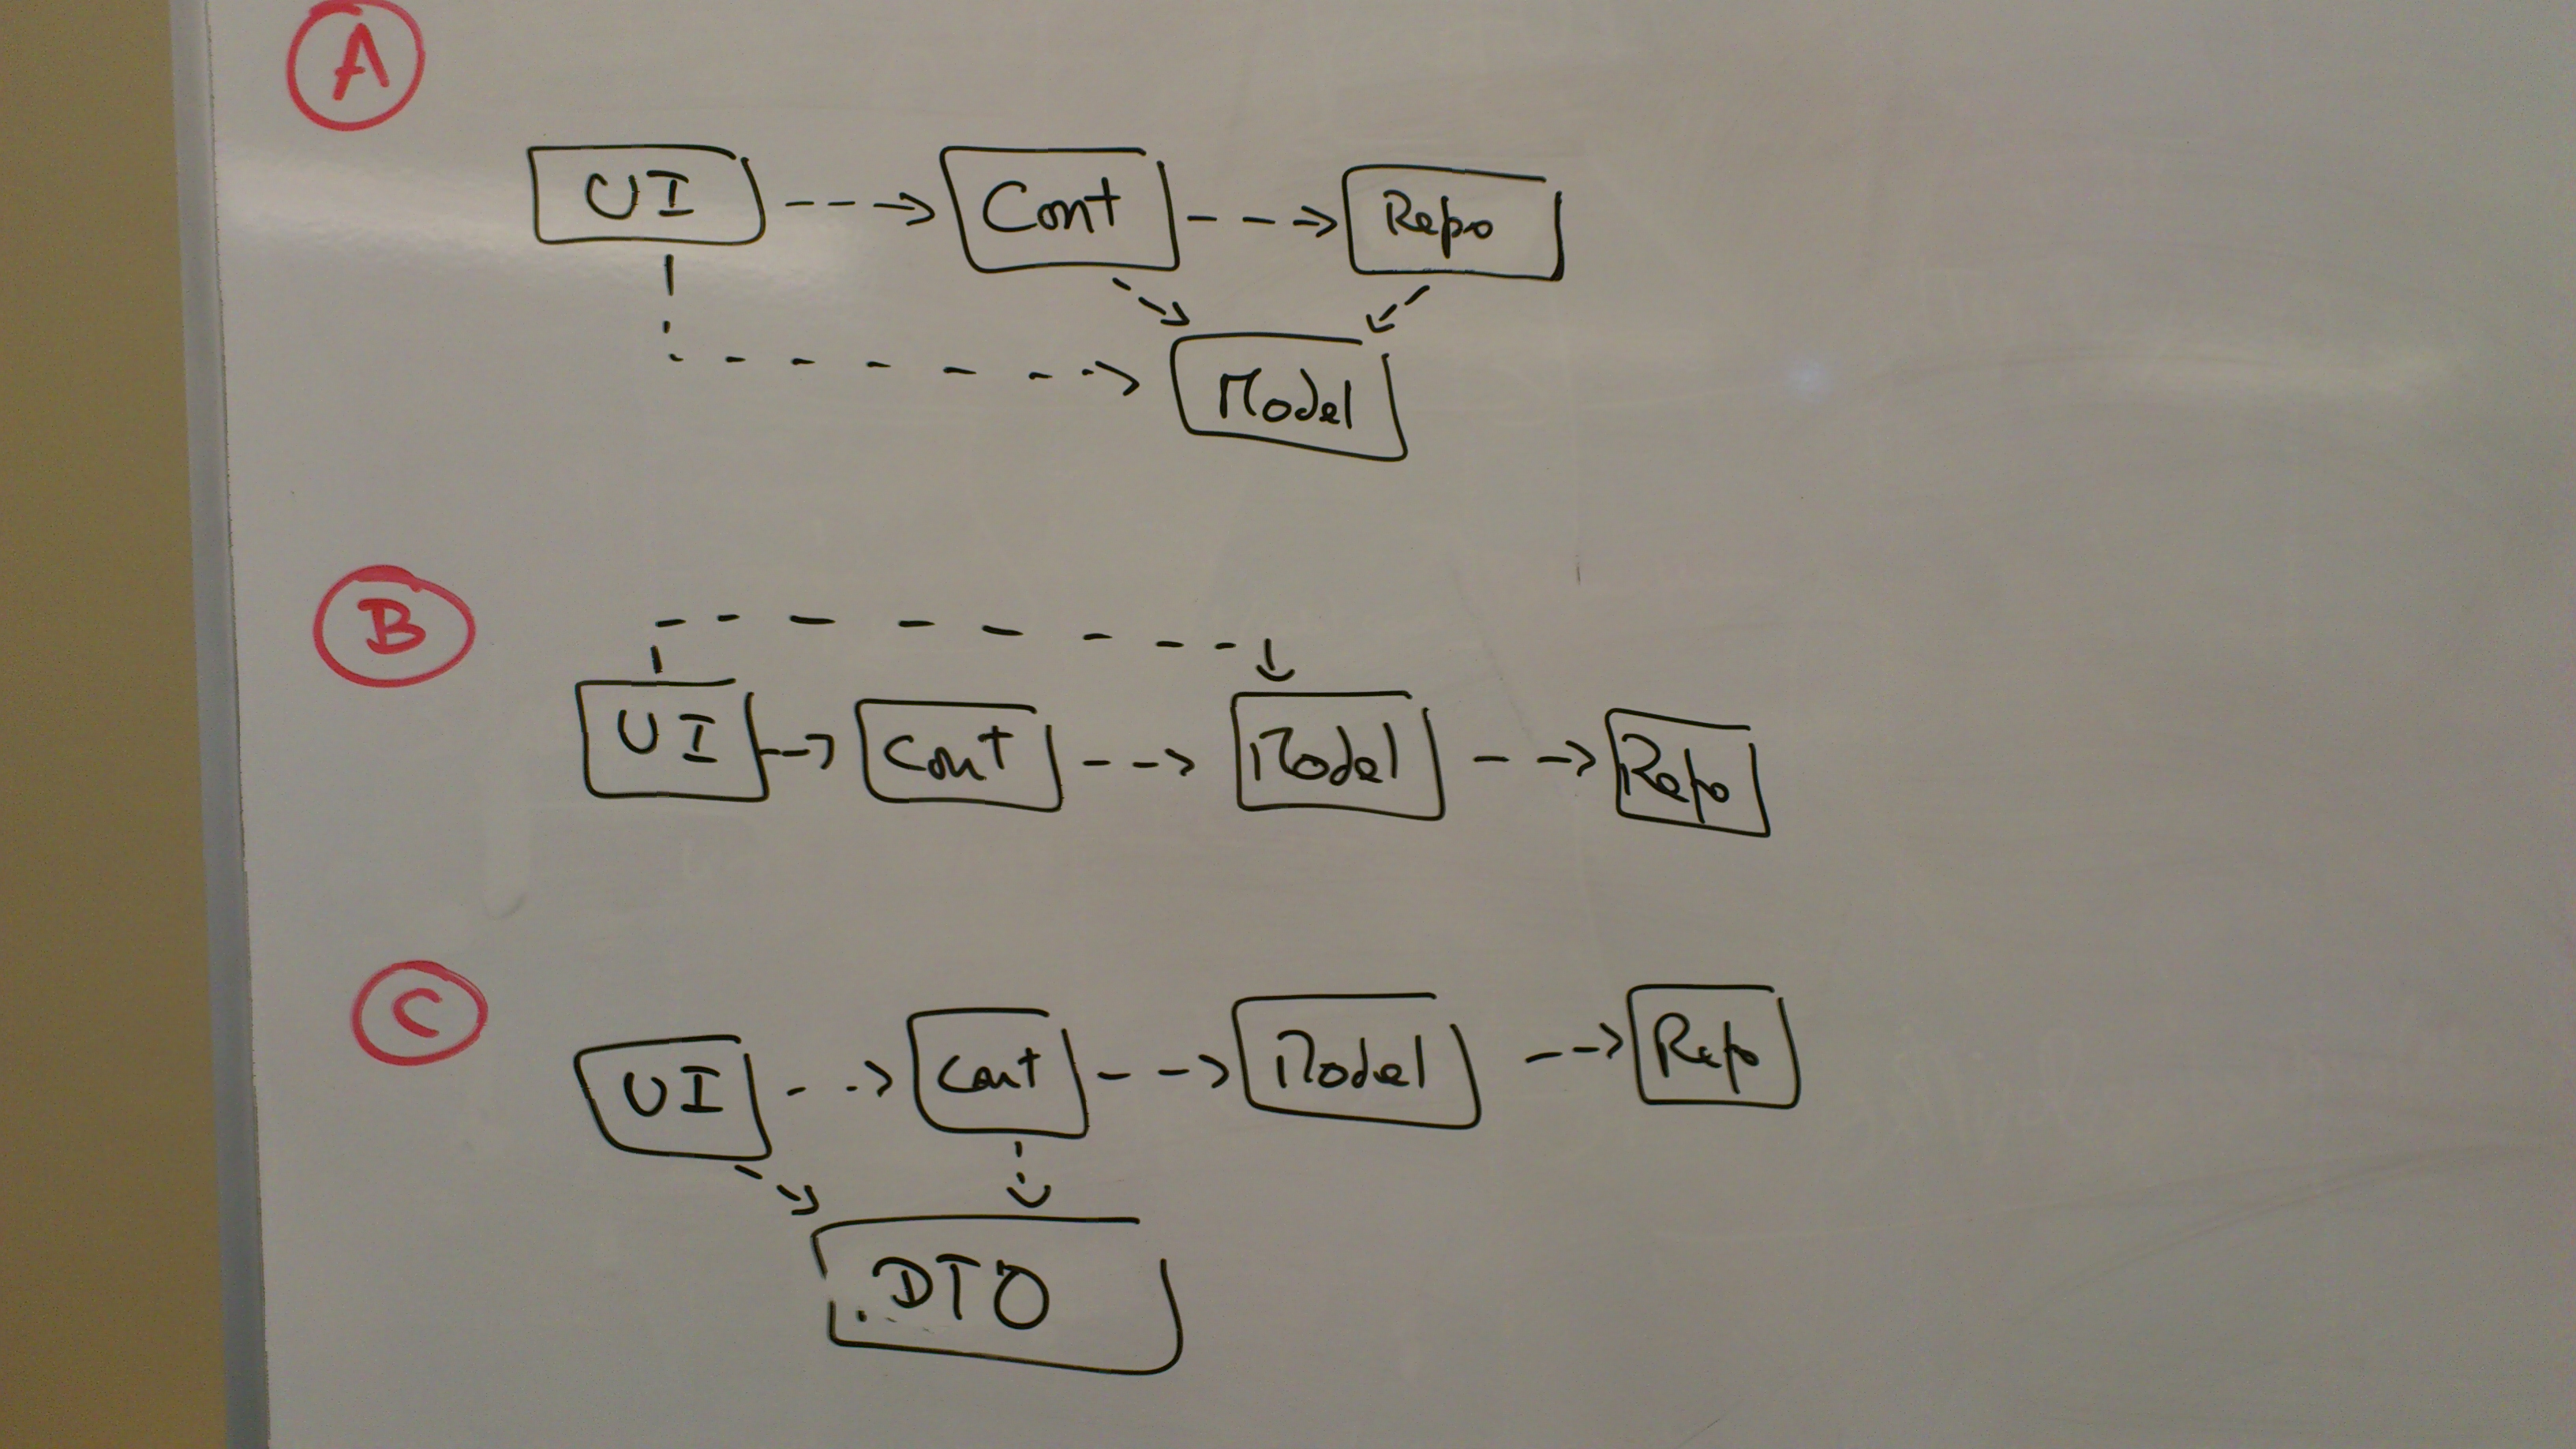 A
UI Cont Repo
Model
B
UI Cont Model Repo
C
UI Cont Model Repo
DTO